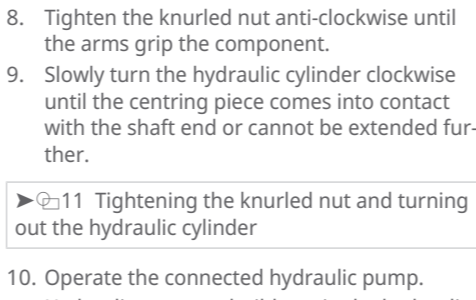 8. Tighten the knurled nut anti-clockwise until
the arms grip the component.
9. Slowly turn the hydraulic cylinder clockwise
until the centring piece comes into contact
with the shaft end or cannot be extended fur-
ther.
➤11 Tightening the knurled nut and turning
out the hydraulic cylinder
10. Operate the connected hydraulic pump.